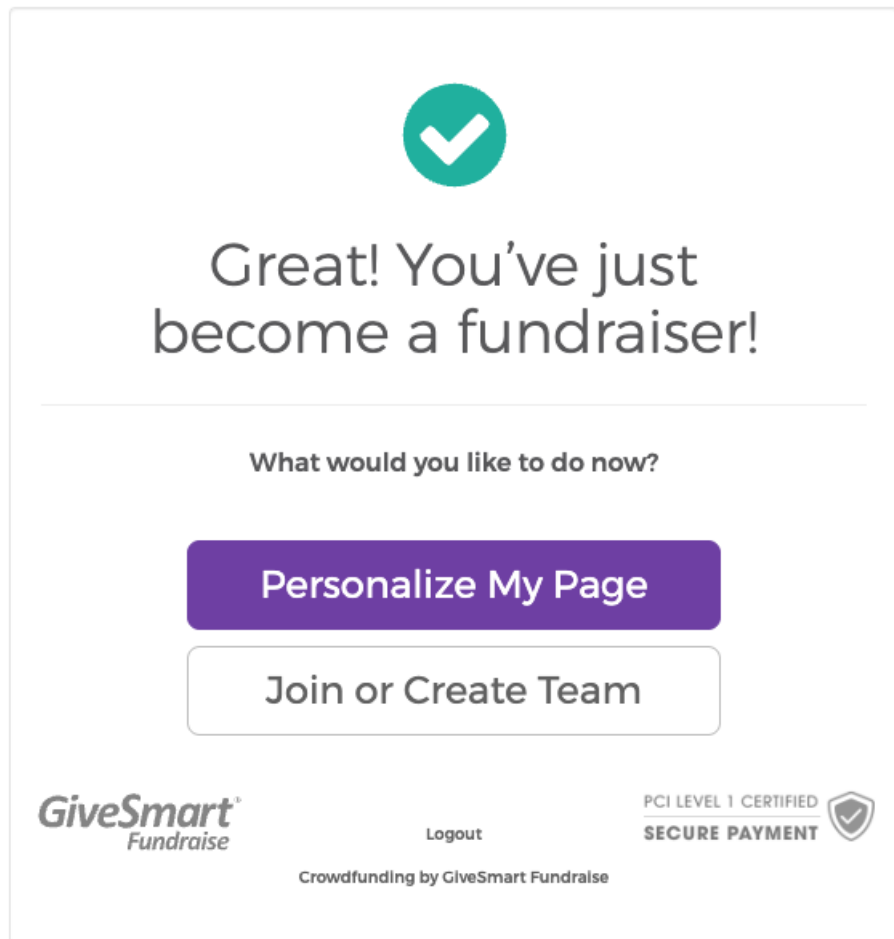 Great! You’ve just
become a fundraiser!
What would you like to do now?
Personalize My Page
Join or Create Team
GiveSmart®
Fundraise
Logout
PCI LEVEL 1 CERTIFIED
SECURE PAYMENT
Crowdfunding by GiveSmart Fundraise